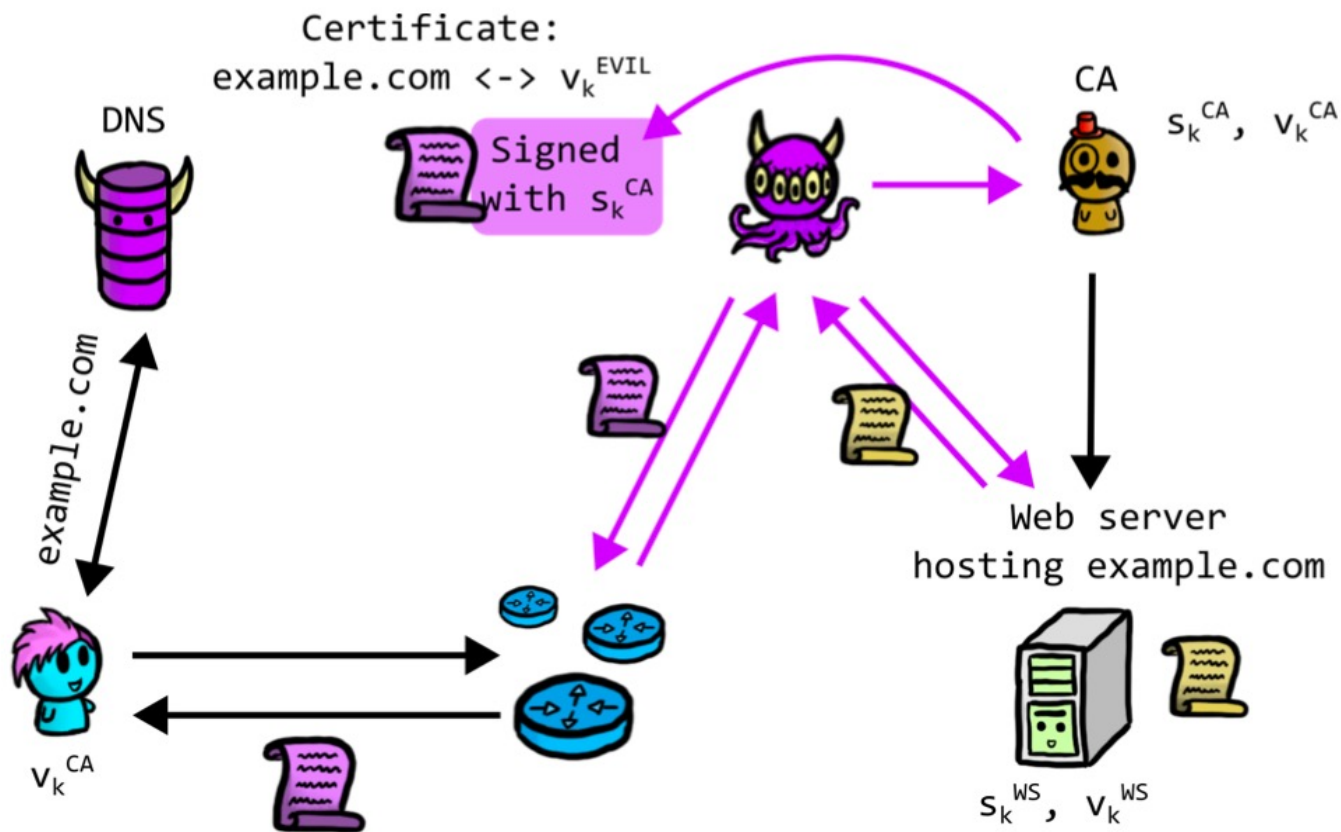 Certificate:
example.com <-> vₖᴱⱽᴵᴸ
DNS
CA
sₖᶜᴬ, vₖᶜᴬ
Signed
with sₖᶜᴬ
example.com
Web server
hosting example.com
vₖᶜᴬ
sₖᵂˢ, vₖᵂˢ